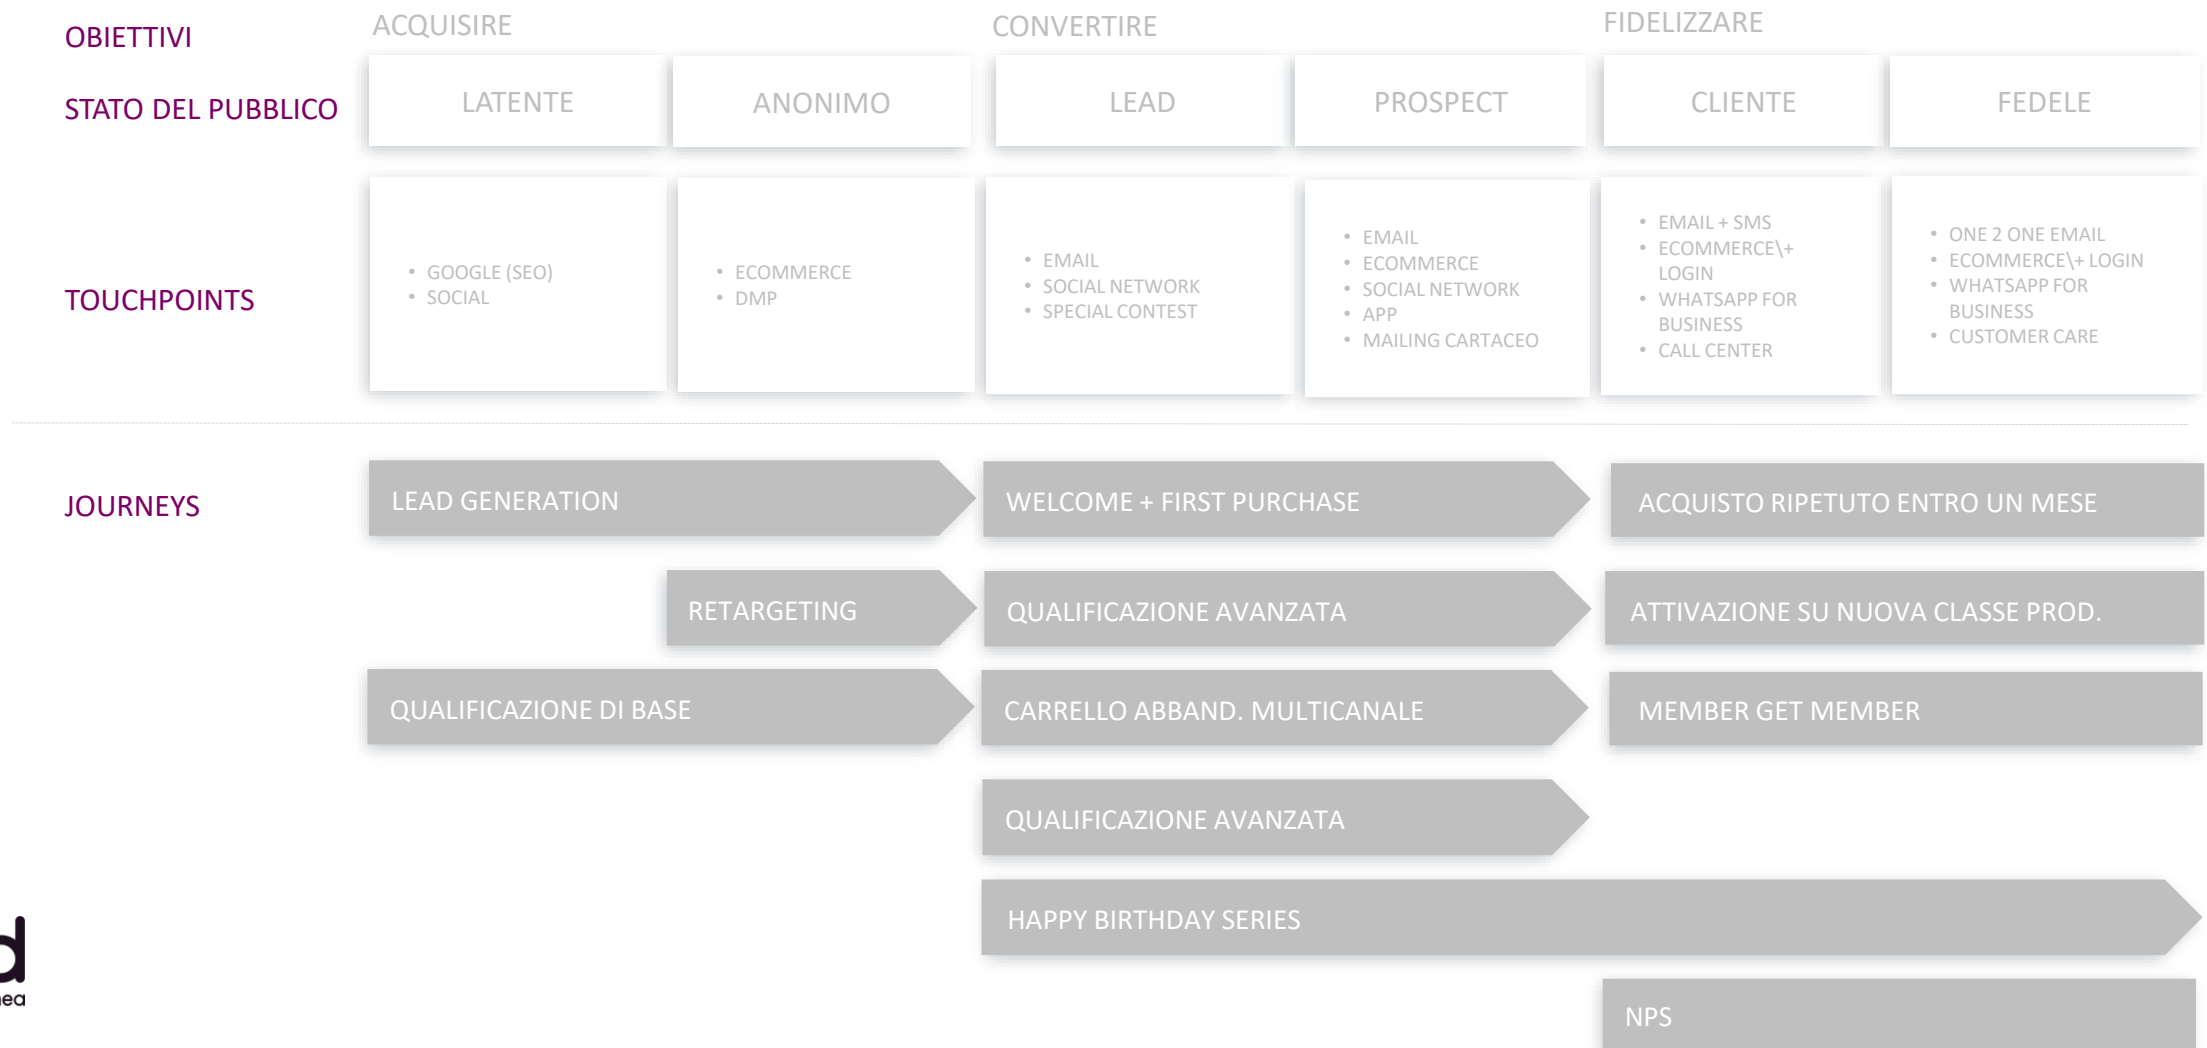 OBIETTIVI
ACQUISIRE
CONVERTIRE
FIDELIZZARE
STATO DEL PUBBLICO
LATENTE
ANONIMO
LEAD
PROSPECT
CLIENTE
FEDELE
TOUCHPOINTS
• GOOGLE (SEO)
• SOCIAL
• ECOMMERCE
• DMP
• EMAIL
• SOCIAL NETWORK
• SPECIAL CONTEST
• EMAIL
• ECOMMERCE
• SOCIAL NETWORK
• APP
• MAILING CARTACEO
• EMAIL + SMS
• ECOMMERCE\+
LOGIN
• WHATSAPP FOR
BUSINESS
• CALL CENTER
• ONE 2 ONE EMAIL
• ECOMMERCE\+ LOGIN
• WHATSAPP FOR
BUSINESS
• CUSTOMER CARE
JOURNEYS
LEAD GENERATION
WELCOME + FIRST PURCHASE
ACQUISTO RIPETUTO ENTRO UN MESE
RETARGETING
QUALIFICAZIONE AVANZATA
ATTIVAZIONE SU NUOVA CLASSE PROD.
QUALIFICAZIONE DI BASE
CARRELLO ABBAND. MULTICANALE
MEMBER GET MEMBER
QUALIFICAZIONE AVANZATA
HAPPY BIRTHDAY SERIES
NPS